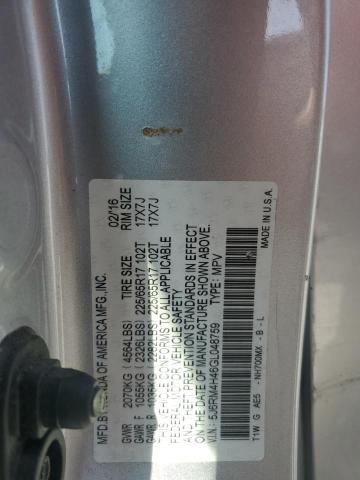 MFD. BY HONDA OF AMERICA MFG., INC. 02/16
TIRE SIZE RIM SIZE
GVWR 2070KG ( 4564LBS)
GAWR F 1055KG ( 2326LBS) 225/65R17 102T 17X7J
GAWR R 1035KG ( 2282LBS) 225/65R17 102T 17X7J
THIS VEHICLE CONFORMS TO ALL APPLICABLE
FEDERAL MOTOR VEHICLE SAFETY
AND THEFT PREVENTION STANDARDS IN EFFECT
ON THE DATE OF MANUFACTURE SHOWN ABOVE.
V.I.N.: 5J6RM4H46GL048759 TYPE: MPV
T1W G AE5 - NH700MX - B - L MADE IN U.S.A.